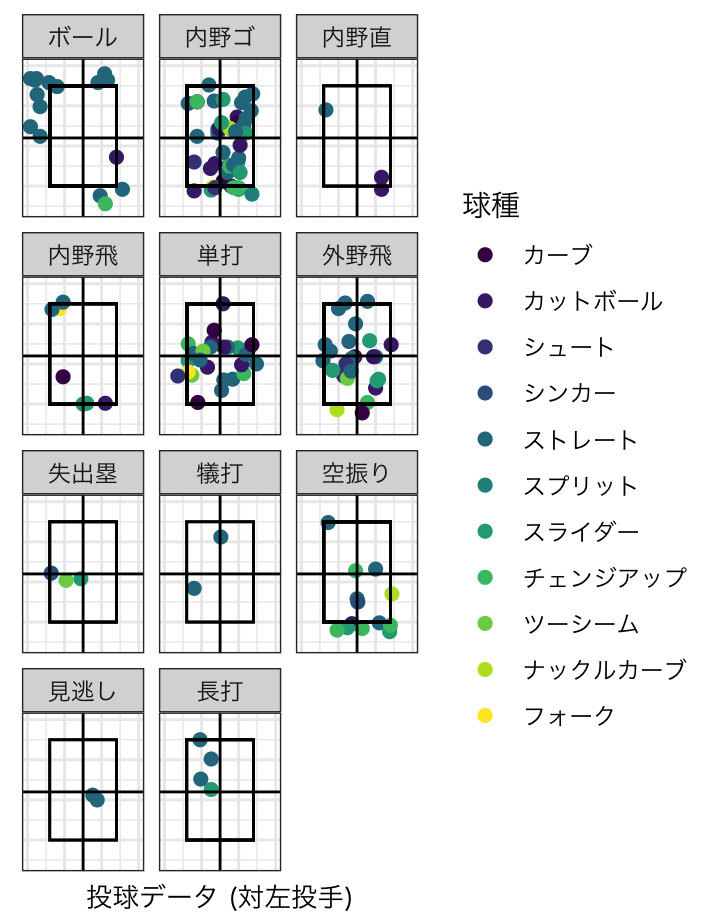 ボール 内野ゴ 内野直
内野飛 単打 外野飛
失出塁 犠打 空振り
見逃し 長打
投球データ (対左投手)
球種
カーブ
カットボール
シュート
シンカー
ストレート
スプリット
スライダー
チェンジアップ
ツーシーム
ナックルカーブ
フォーク